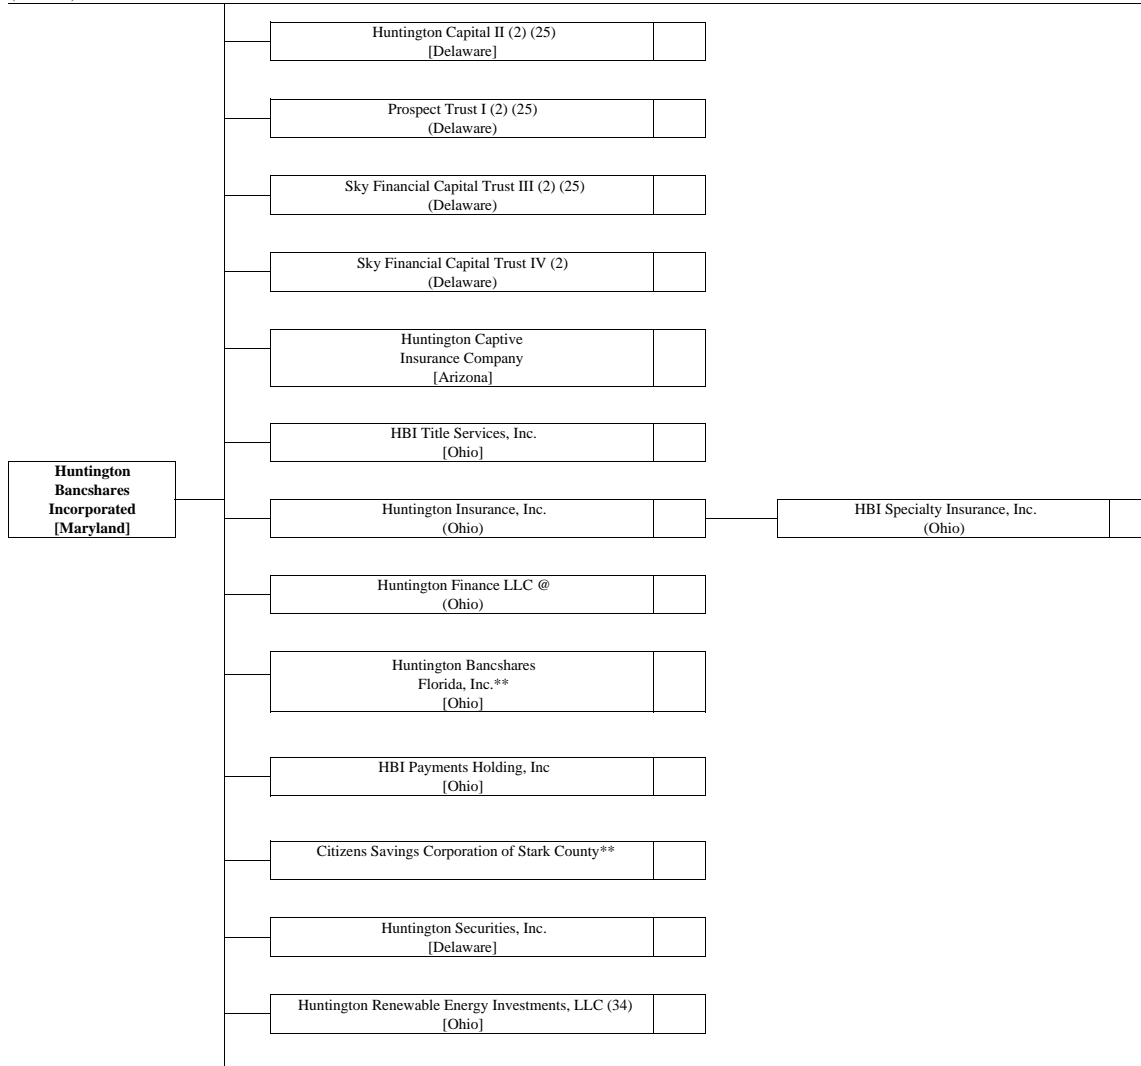 Huntington Capital II (2) (25)
[Delaware]
Prospect Trust I (2) (25)
(Delaware)
Sky Financial Capital Trust III (2) (25)
(Delaware)
Sky Financial Capital Trust IV (2)
(Delaware)
Huntington Captive
Insurance Company
[Arizona]
HBI Title Services, Inc.
[Ohio]
Huntington
Bancshares
Incorporated
[Maryland]
Huntington Insurance, Inc.
(Ohio)
HBI Specialty Insurance, Inc.
(Ohio)
Huntington Finance LLC @
(Ohio)
Huntington Bancshares
Florida, Inc.**
[Ohio]
HBI Payments Holding, Inc
[Ohio]
Citizens Savings Corporation of Stark County**
Huntington Securities, Inc.
[Delaware]
Huntington Renewable Energy Investments, LLC (34)
[Ohio]